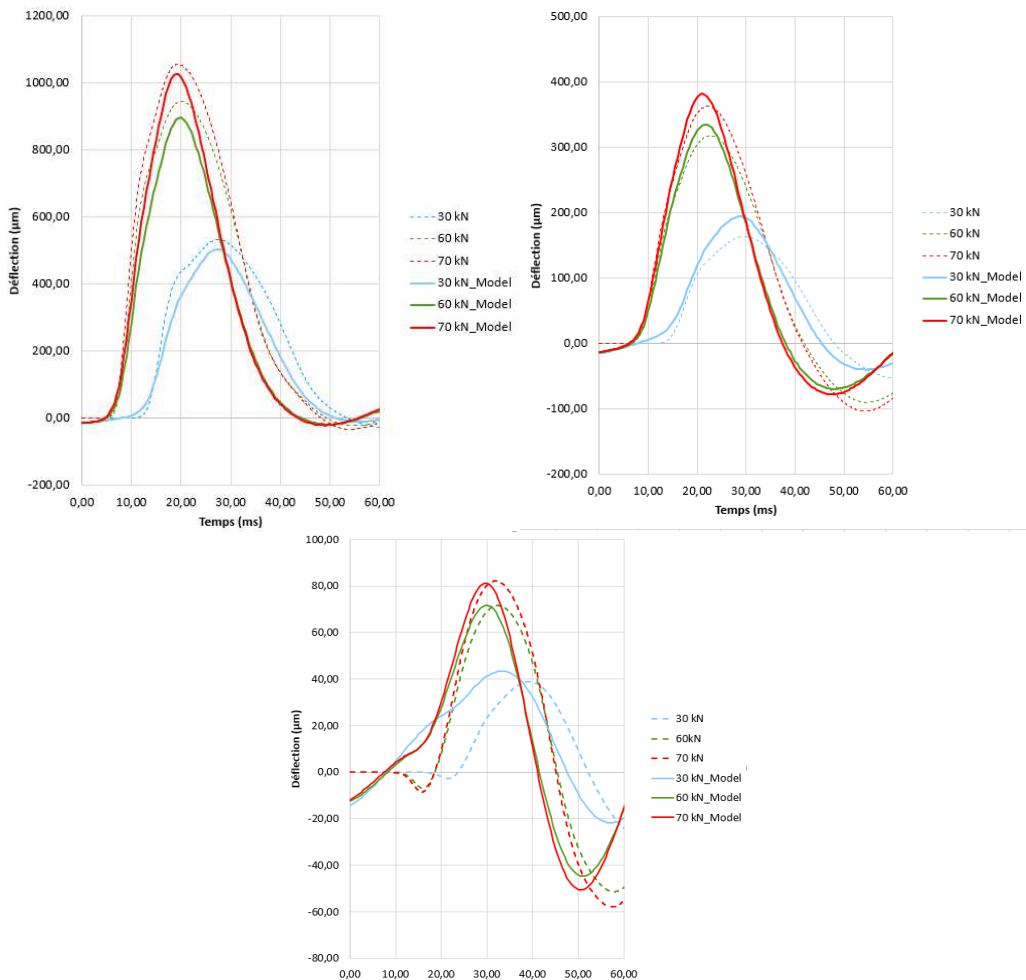 1200,00
1000,00
800,00
600,00
400,00
200,00
0,00
-200,00
Déflection (µm)
0,00 10,00 20,00 30,00 40,00 50,00 60,00
Temps (ms)
30 kN
60 kN
70 kN
30 kN_Model
60 kN_Model
70 kN_Model
500,00
400,00
300,00
200,00
100,00
0,00
-100,00
-200,00
Déflection (µm)
0,00 10,00 20,00 30,00 40,00 50,00 60,00
Temps (ms)
30 kN
60 kN
70 kN
30 kN_Model
60 kN_Model
70 kN_Model
100,00
80,00
60,00
40,00
20,00
0,00
-20,00
-40,00
-60,00
-80,00
Déflection (µm)
0,00 10,00 20,00 30,00 40,00 50,00 60,00
30 kN
60kN
70 kN
30 kN_Model
60 kN_Model
70 kN_Model